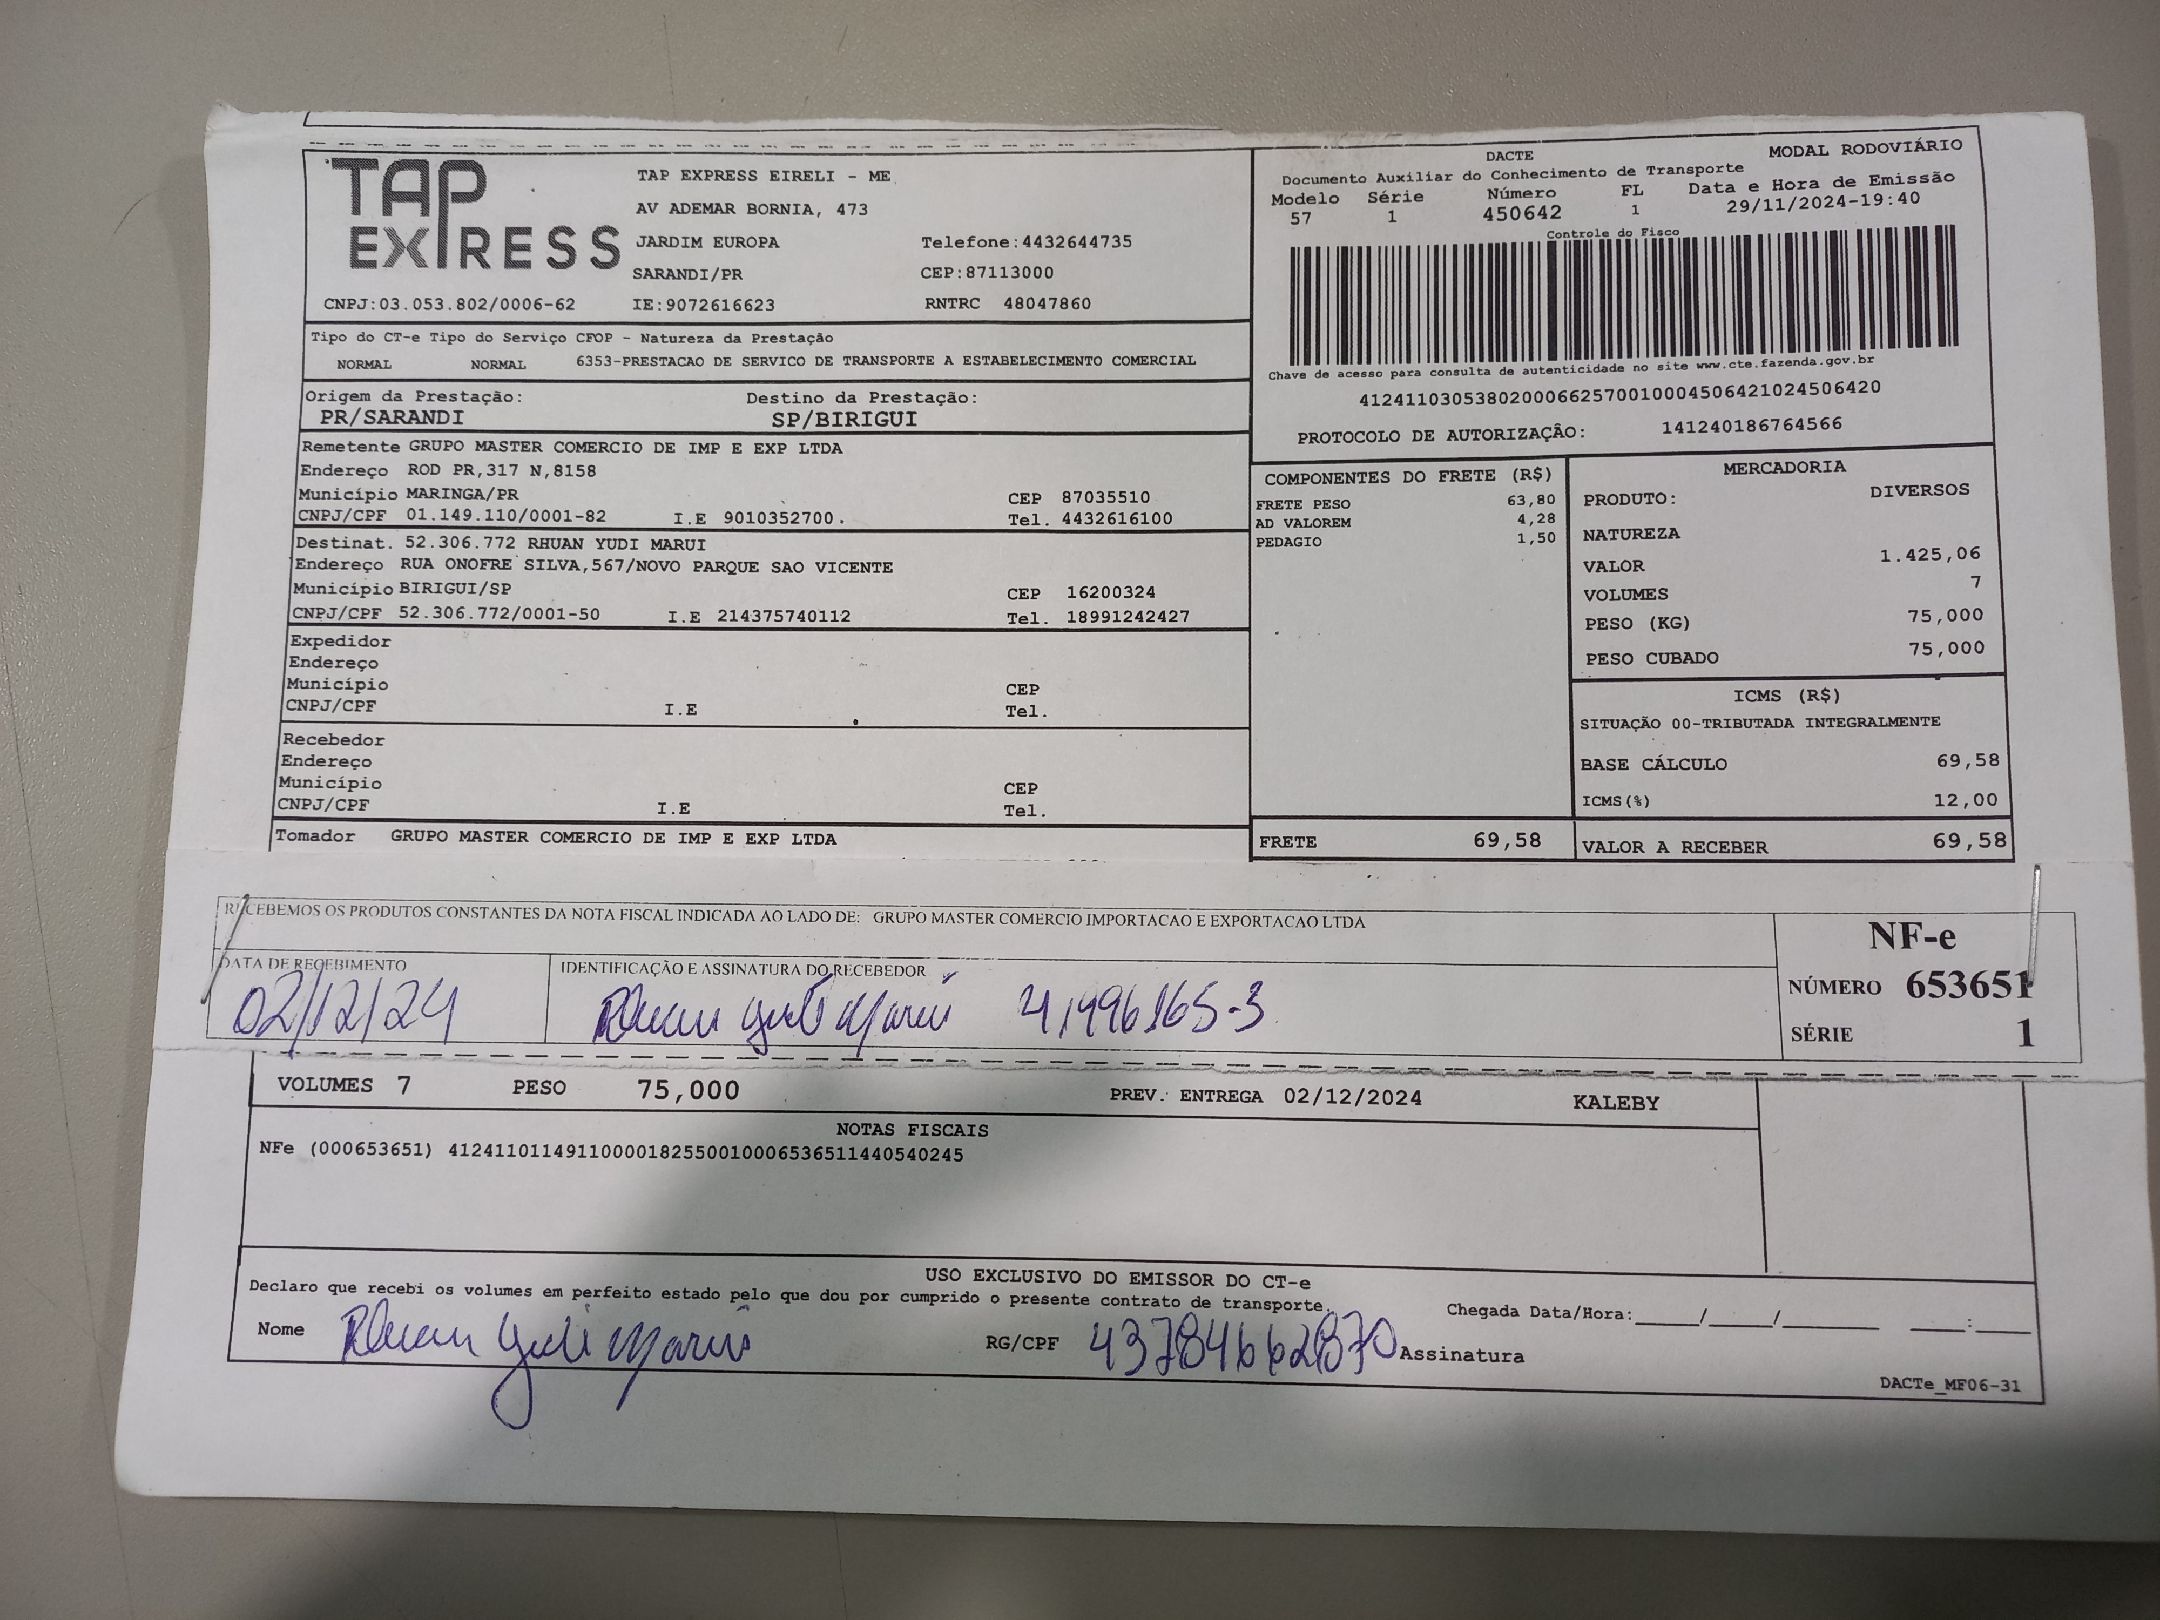 TAP EXPRESS
TAP EXPRESS EIRELI - ME
AV ADEMAR BORNIA, 473
JARDIM EUROPA Telefone:4432644735
SARANDI/PR CEP:87113000
CNPJ:03.053.802/0006-62 IE:9072616623 RNTRC 48047860
DACTE MODAL RODOVIÁRIO
Documento Auxiliar do Conhecimento de Transporte
Modelo Série Número FL Data e Hora de Emissão
57 1 450642 1 29/11/2024-19:40
Controle do Fisco
Chave de acesso para consulta de autenticidade no site www.cte.fazenda.gov.br
41241103053802000662570010004506421024506420
PROTOCOLO DE AUTORIZAÇÃO: 141240186764566
Tipo do CT-e Tipo do Serviço CFOP - Natureza da Prestação
NORMAL NORMAL 6353-PRESTACAO DE SERVICO DE TRANSPORTE A ESTABELECIMENTO COMERCIAL
Origem da Prestação: Destino da Prestação:
PR/SARANDI SP/BIRIGUI
Remetente GRUPO MASTER COMERCIO DE IMP E EXP LTDA
Endereço ROD PR,317 N,8158
Município MARINGA/PR CEP 87035510
CNPJ/CPF 01.149.110/0001-82 I.E 9010352700. Tel. 4432616100
Destinat. 52.306.772 RHUAN YUDI MARUI
Endereço RUA ONOFRE SILVA,567/NOVO PARQUE SAO VICENTE
Município BIRIGUI/SP CEP 16200324
CNPJ/CPF 52.306.772/0001-50 I.E 214375740112 Tel. 18991242427
Expedidor
Endereço
Município CEP
CNPJ/CPF I.E Tel.
Recebedor
Endereço
Município CEP
CNPJ/CPF I.E Tel.
Tomador GRUPO MASTER COMERCIO DE IMP E EXP LTDA
COMPONENTES DO FRETE (R$)
FRETE PESO 63,80
AD VALOREM 4,28
PEDAGIO 1,50
FRETE 69,58
MERCADORIA
PRODUTO: DIVERSOS
NATUREZA
VALOR 1.425,06
VOLUMES 7
PESO (KG) 75,000
PESO CUBADO 75,000
ICMS (R$)
SITUAÇÃO 00-TRIBUTADA INTEGRALMENTE
BASE CÁLCULO 69,58
ICMS(%) 12,00
VALOR A RECEBER 69,58
RECEBEMOS OS PRODUTOS CONSTANTES DA NOTA FISCAL INDICADA AO LADO DE: GRUPO MASTER COMERCIO IMPORTACAO E EXPORTACAO LTDA
DATA DE RECEBIMENTO IDENTIFICAÇÃO E ASSINATURA DO RECEBEDOR
02/12/24 Rhuan Yudi Marui 41996165-3
NF-e
NÚMERO 653651
SÉRIE 1
VOLUMES 7 PESO 75,000 PREV. ENTREGA 02/12/2024 KALEBY
NOTAS FISCAIS
NFe (000653651) 41241101149110000182550010006536511440540245
USO EXCLUSIVO DO EMISSOR DO CT-e
Declaro que recebi os volumes em perfeito estado pelo que dou por cumprido o presente contrato de transporte.
Chegada Data/Hora:_____/_____/________ _____:_____
Nome Rhuan Yudi Marui RG/CPF 43784662870 Assinatura
DACTe_MF06-31